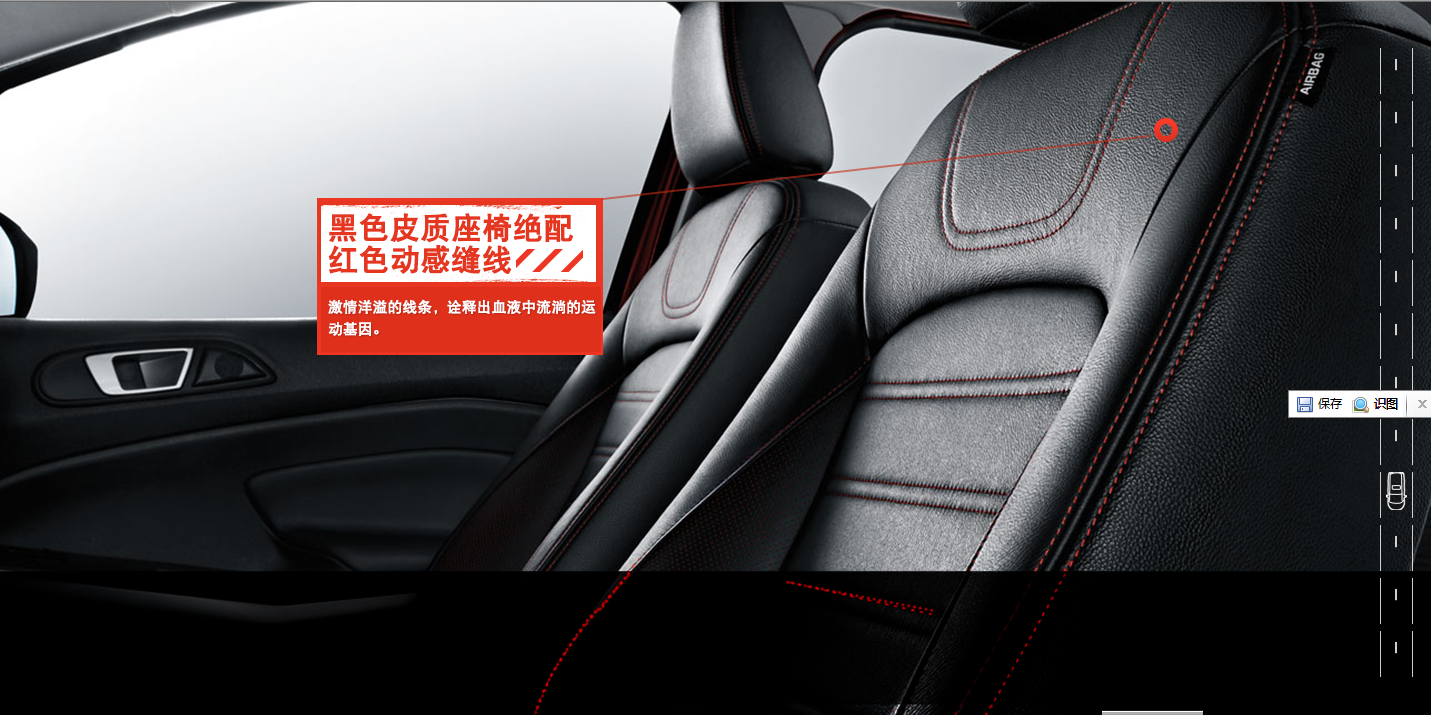 AIRBAG
黑色皮质座椅绝配
红色动感缝线
激情洋溢的线条，诠释出血液中流淌的运
动基因。
保存 识图